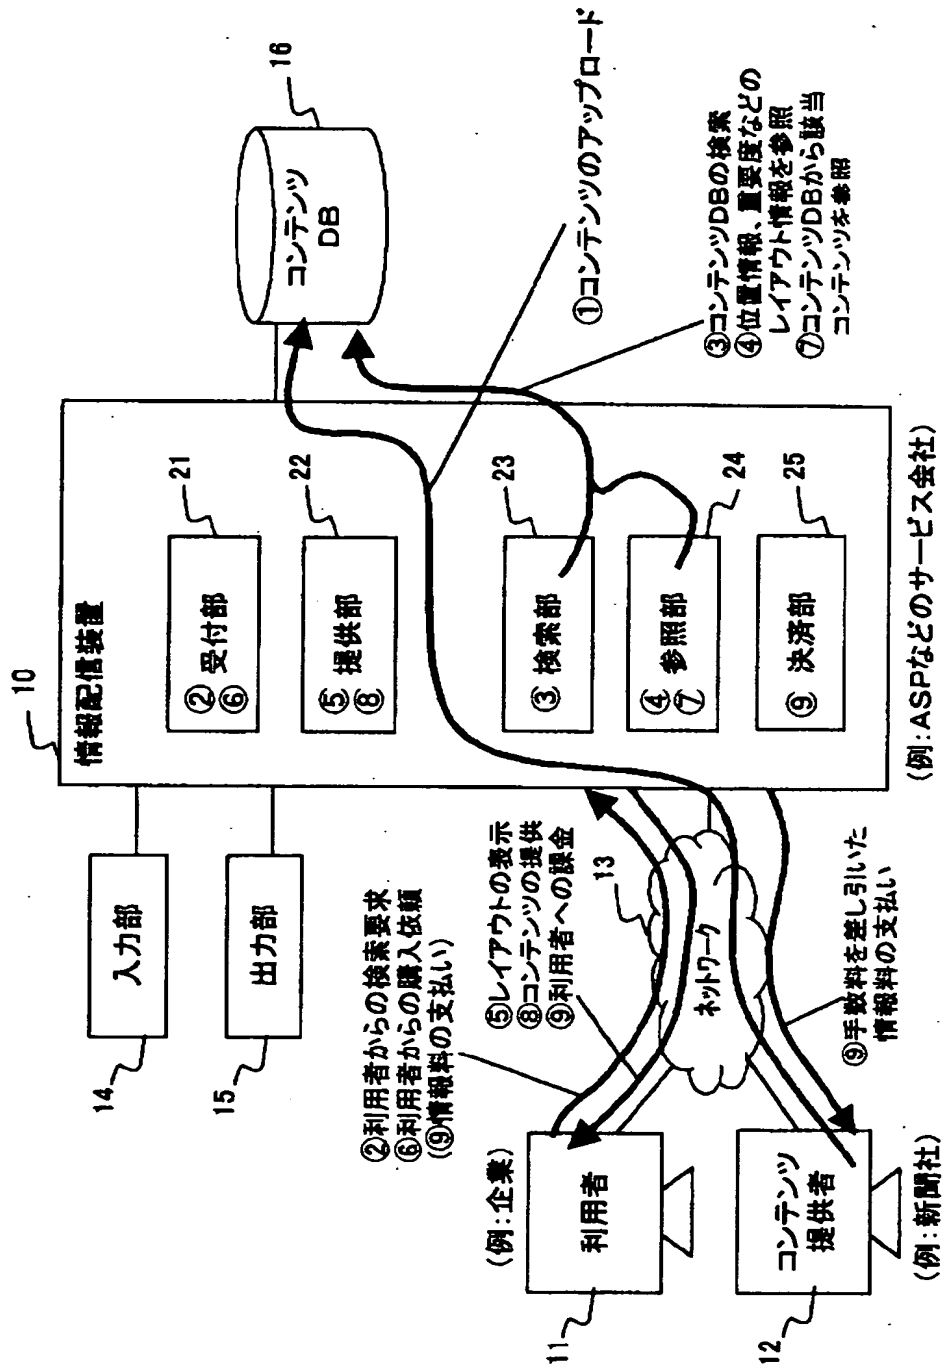 10
情報配信装置
14
入力部
15
出力部
21
②
⑥
受付部
22
⑤
⑧
提供部
23
③検索部
24
④
⑦
参照部
25
⑨決済部
(例:ASPなどのサービス会社)
16
コンテンツ
DB
①コンテンツのアップロード
③コンテンツDBの検索
④位置情報、重要度などの
レイアウト情報を参照
⑦コンテンツDBから該当
コンテンツを参照
②利用者からの検索要求
⑥利用者からの購入依頼
(⑨情報料の支払い)
⑤レイアウトの表示
⑧コンテンツの提供
⑨利用者への課金
13
ネットワーク
⑨手数料を差し引いた
情報料の支払い
(例:企業)
利用者
11
コンテンツ
提供者
12
(例:新聞社)